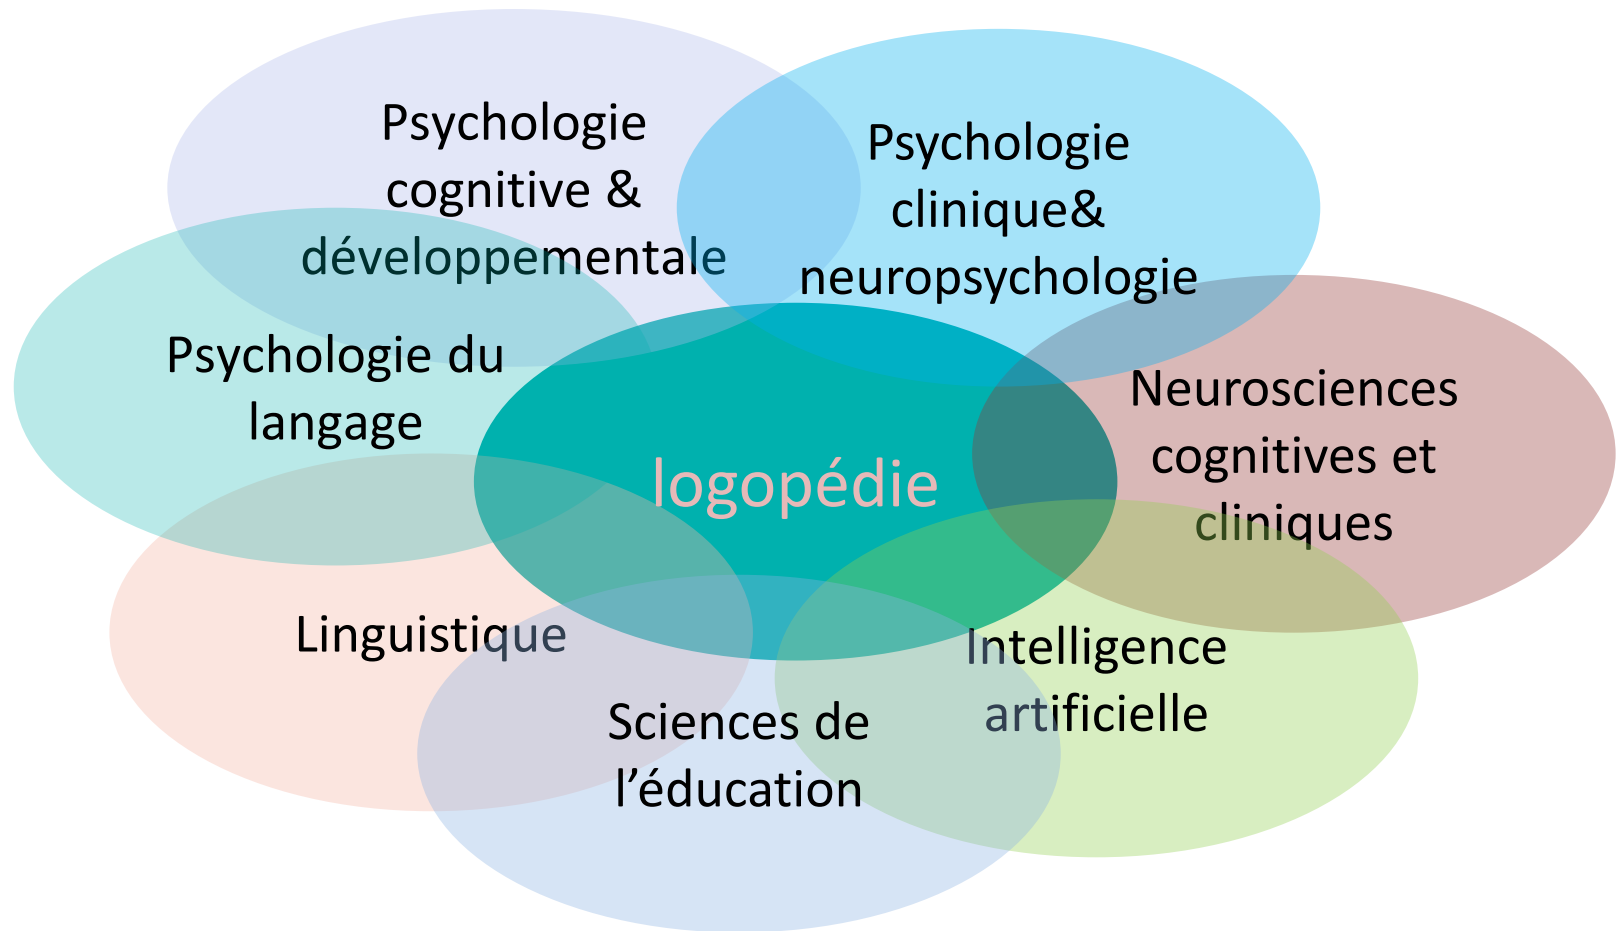 Psychologie
cognitive &
développementale
Psychologie
clinique&
neuropsychologie
Psychologie du
langage
Neurosciences
cognitives et
cliniques
logopédie
Linguistique
Intelligence
artificielle
Sciences de
l’éducation